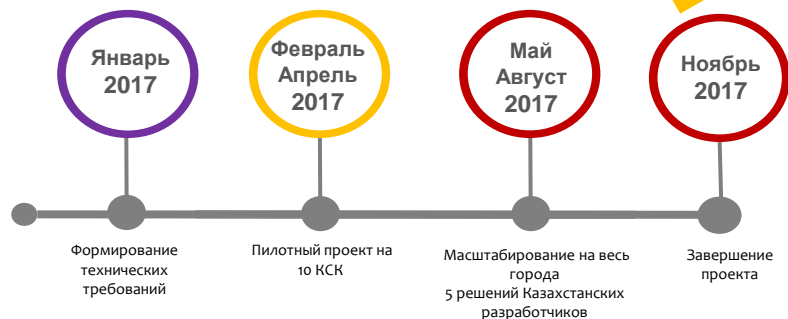 Январь
2017
Февраль
Апрель
2017
Май
Август
2017
Ноябрь
2017
Формирование
технических
требований
Пилотный проект на
10 КСК
Масштабирование на весь
города
5 решений Казахстанских
разработчиков
Завершение
проекта